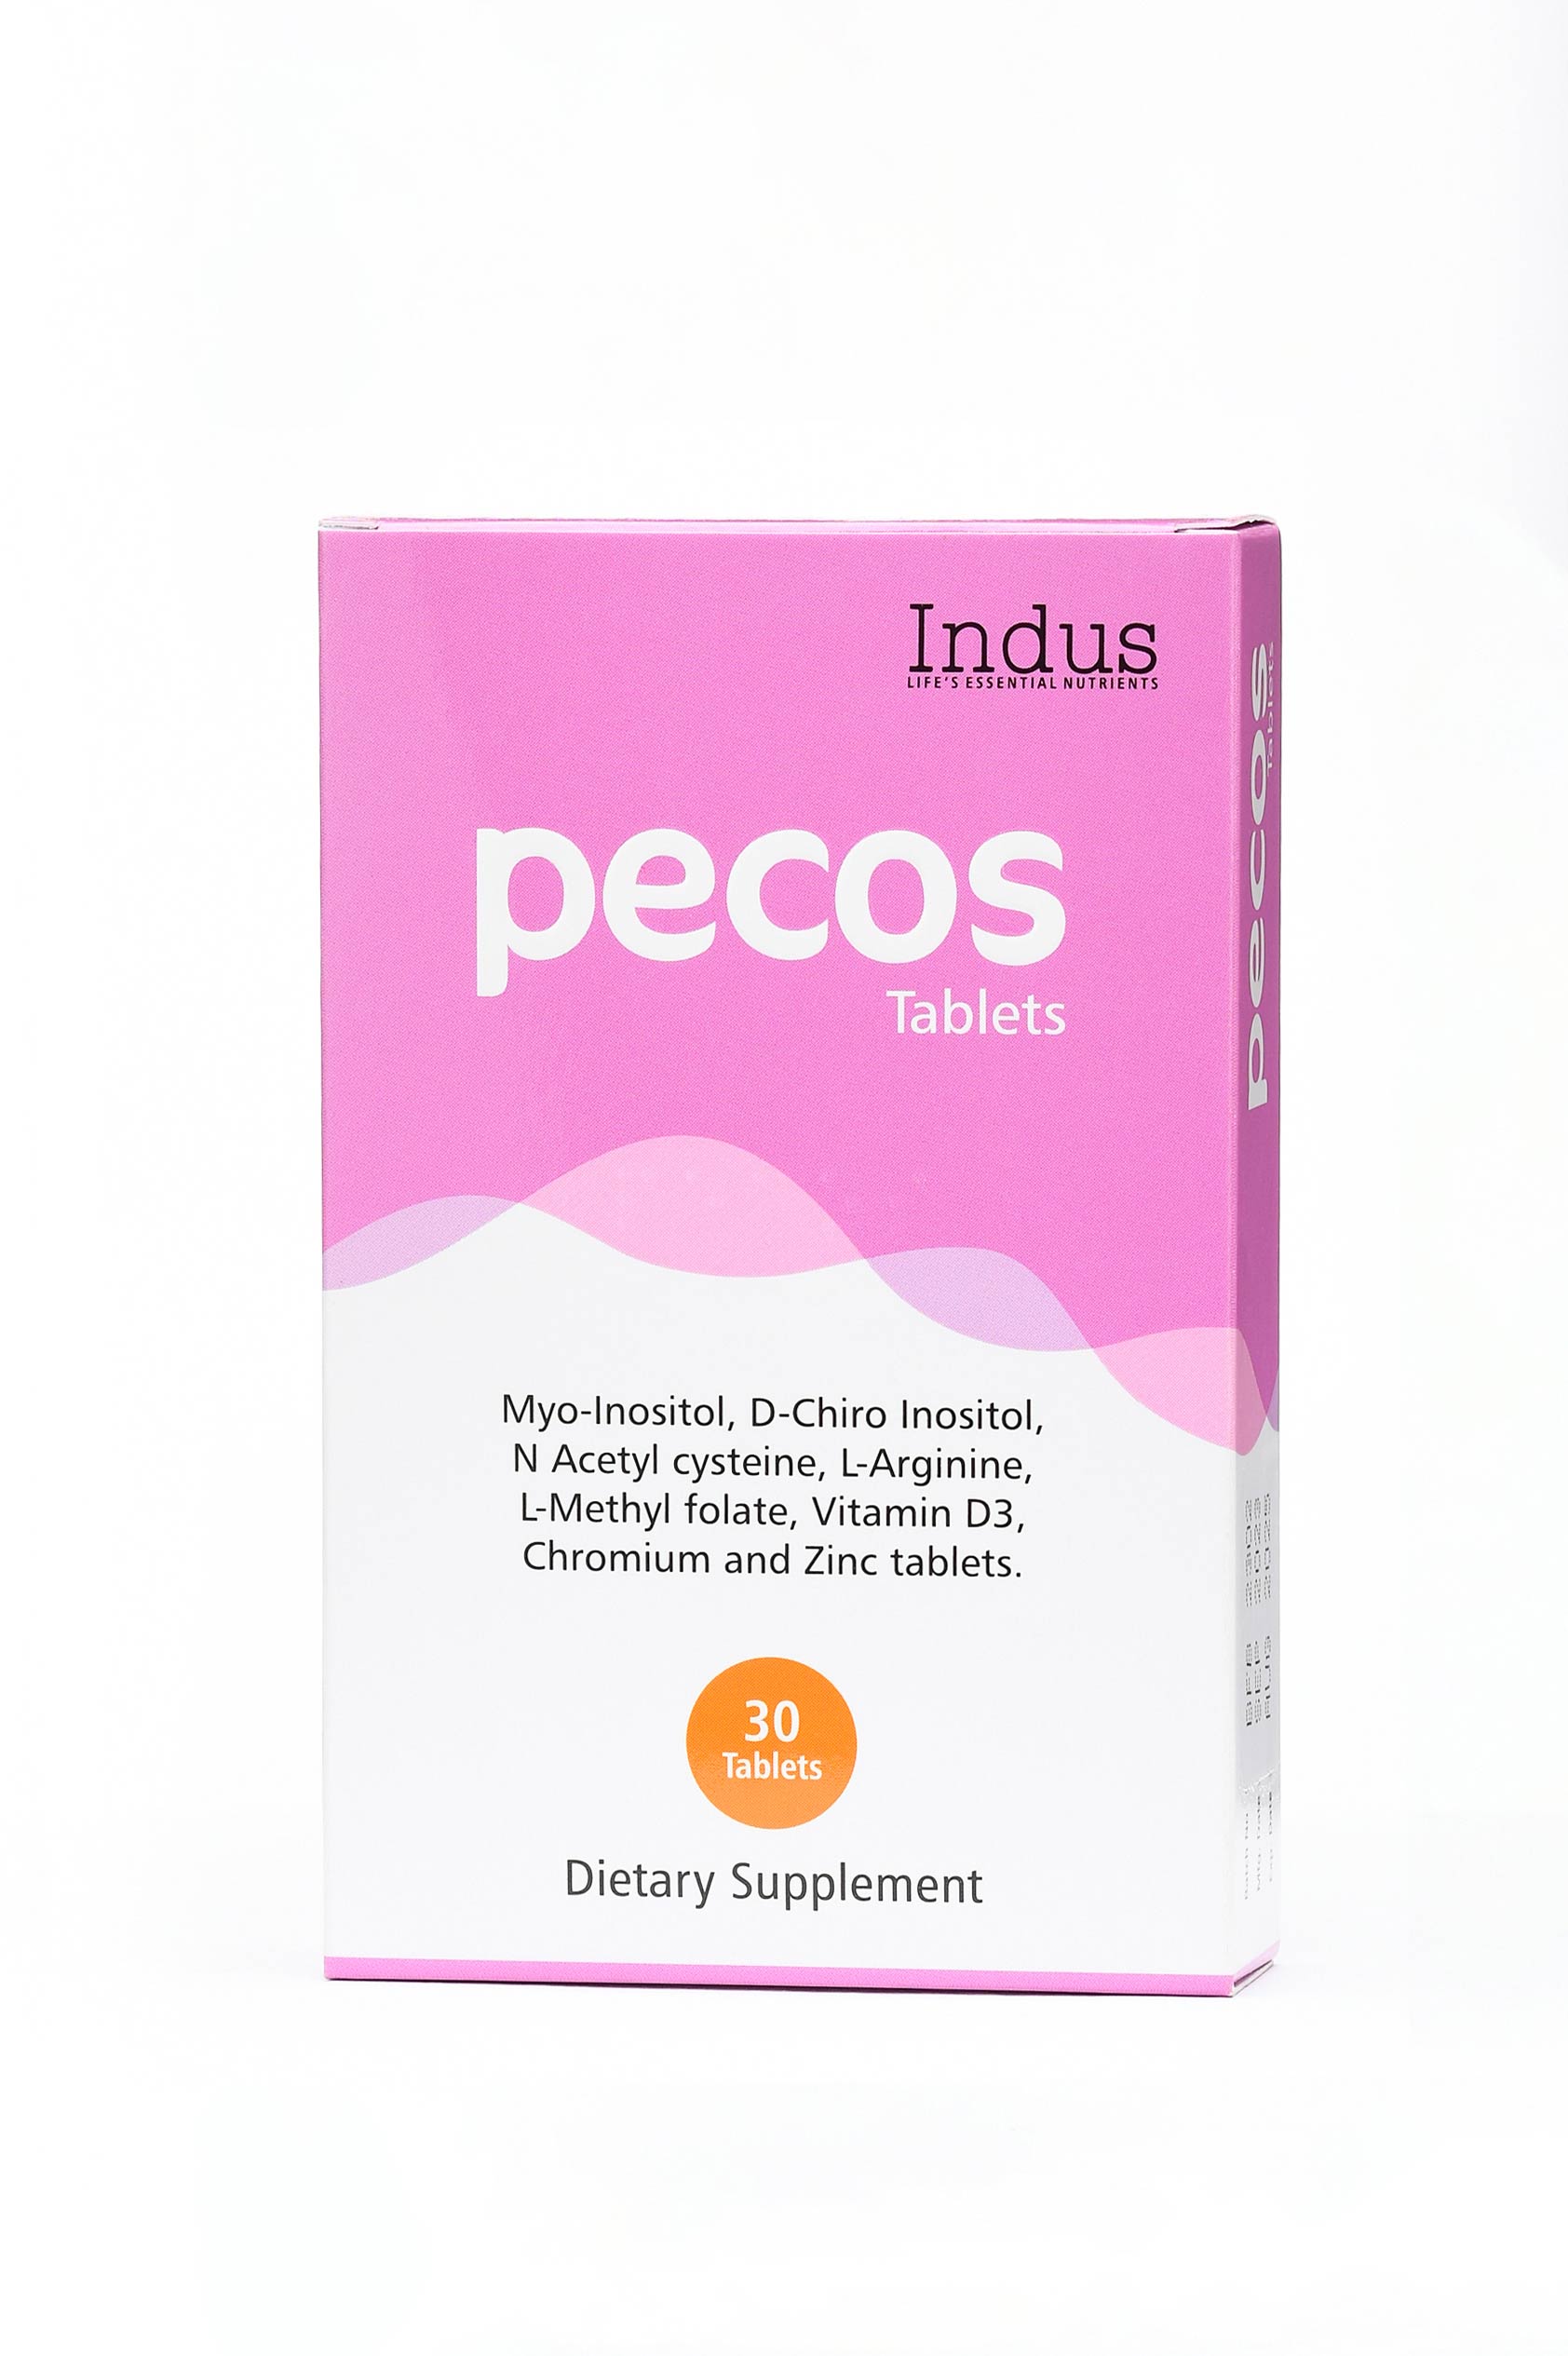 Indus
LIFE'S ESSENTIAL NUTRIENTS
pecos
Tablets
Myo-Inositol, D-Chiro Inositol,
N Acetyl cysteine, L-Arginine,
L-Methyl folate, Vitamin D3,
Chromium and Zinc tablets.
30
Tablets
Dietary Supplement
pecos
Tablets